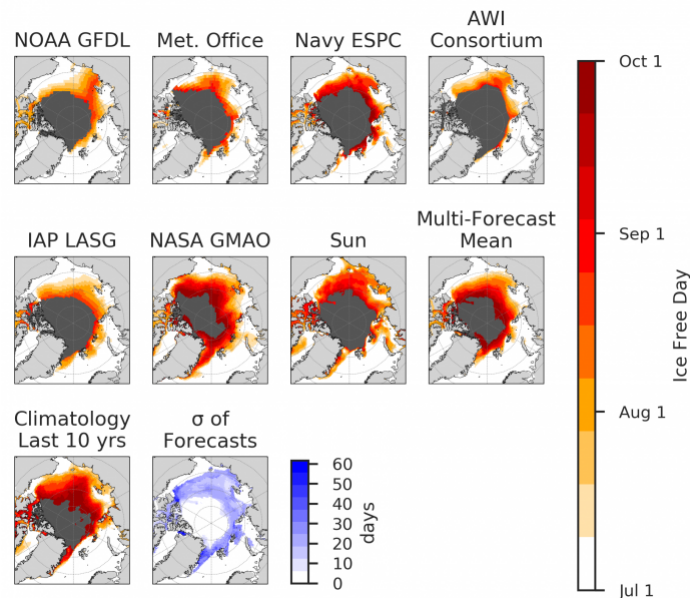 NOAA GFDL
Met. Office
Navy ESPC
AWI
Consortium
IAP LASG
NASA GMAO
Sun
Multi-Forecast
Mean
Climatology
Last 10 yrs
σ of
Forecasts
60
50
40
30
20
10
0
days
Oct 1
Sep 1
Aug 1
Jul 1
Ice Free Day